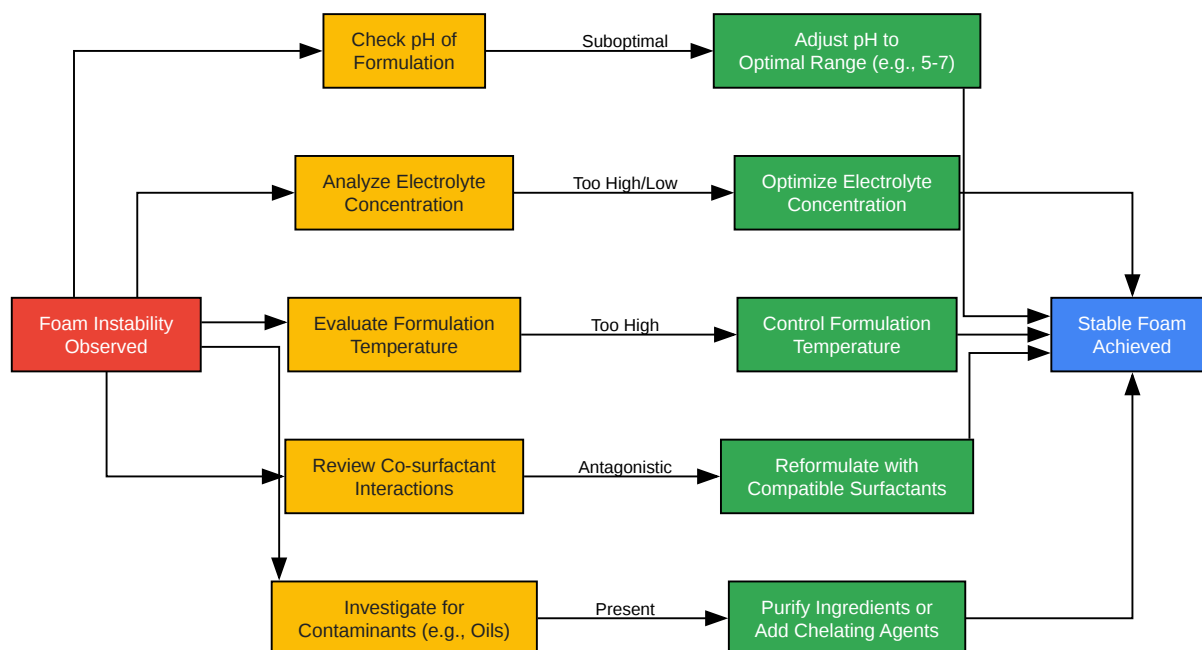 Check pH of
Formulation
Suboptimal
Adjust pH to
Optimal Range (e.g., 5-7)
Analyze Electrolyte
Concentration
Too High/Low
Optimize Electrolyte
Concentration
Foam Instability
Observed
Evaluate Formulation
Temperature
Too High
Control Formulation
Temperature
Stable Foam
Achieved
Review Co-surfactant
Interactions
Antagonistic
Reformulate with
Compatible Surfactants
Investigate for
Contaminants (e.g., Oils)
Present
Purify Ingredients or
Add Chelating Agents